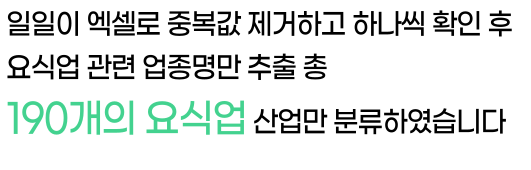 일일이 엑셀로 중복값 제거하고 하나씩 확인 후
요식업 관련 업종명만 추출 총
190개의 요식업 산업만 분류하였습니다